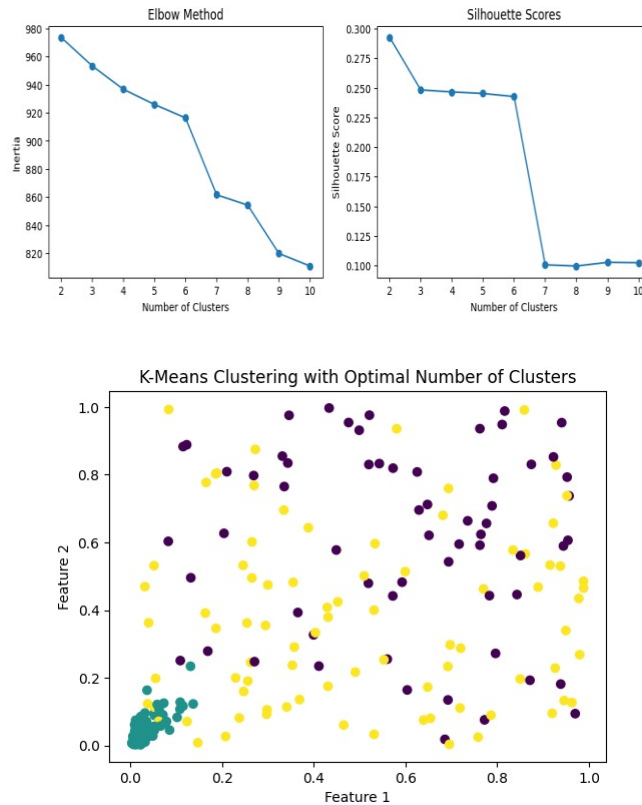 Elbow Method
980
960
940
920
900
880
860
840
820
2 3 4 5 6 7 8 9 10
Inertia
Number of Clusters
Silhouette Scores
0.300
0.275
0.250
0.225
0.200
0.175
0.150
0.125
0.100
2 3 4 5 6 7 8 9 10
Silhouette Score
Number of Clusters
K-Means Clustering with Optimal Number of Clusters
1.0
0.8
0.6
0.4
0.2
0.0
0.0 0.2 0.4 0.6 0.8 1.0
Feature 2
Feature 1